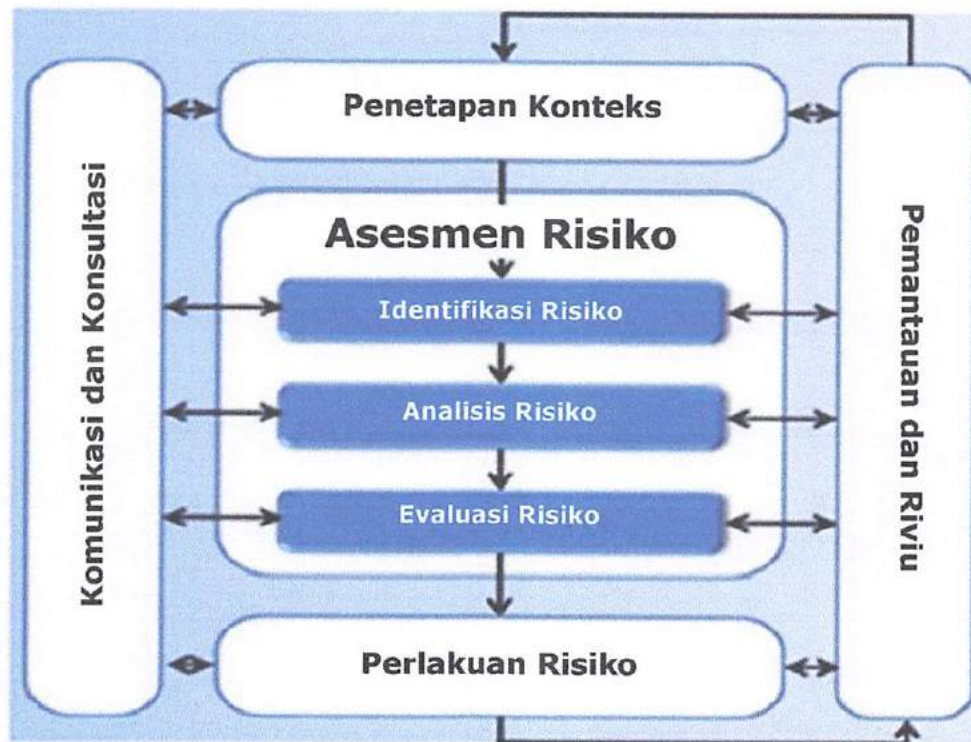 Penetapan Konteks
Komunikasi dan Konsultasi
Asesmen Risiko
Identifikasi Risiko
Analisis Risiko
Evaluasi Risiko
Pemantauan dan Riviu
Perlakuan Risiko